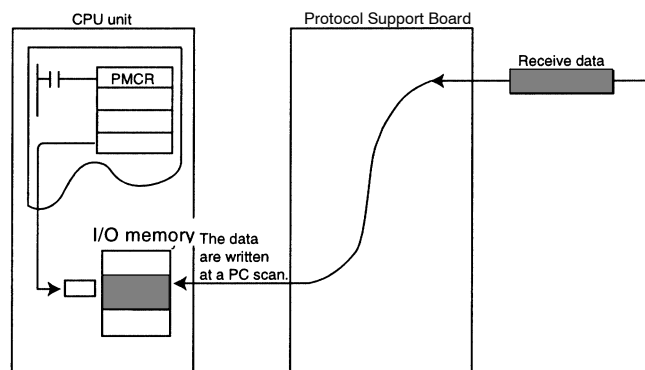 CPU unit
Protocol Support Board
Receive data
PMCR
I/O memory
The data
are written
at a PC scan.